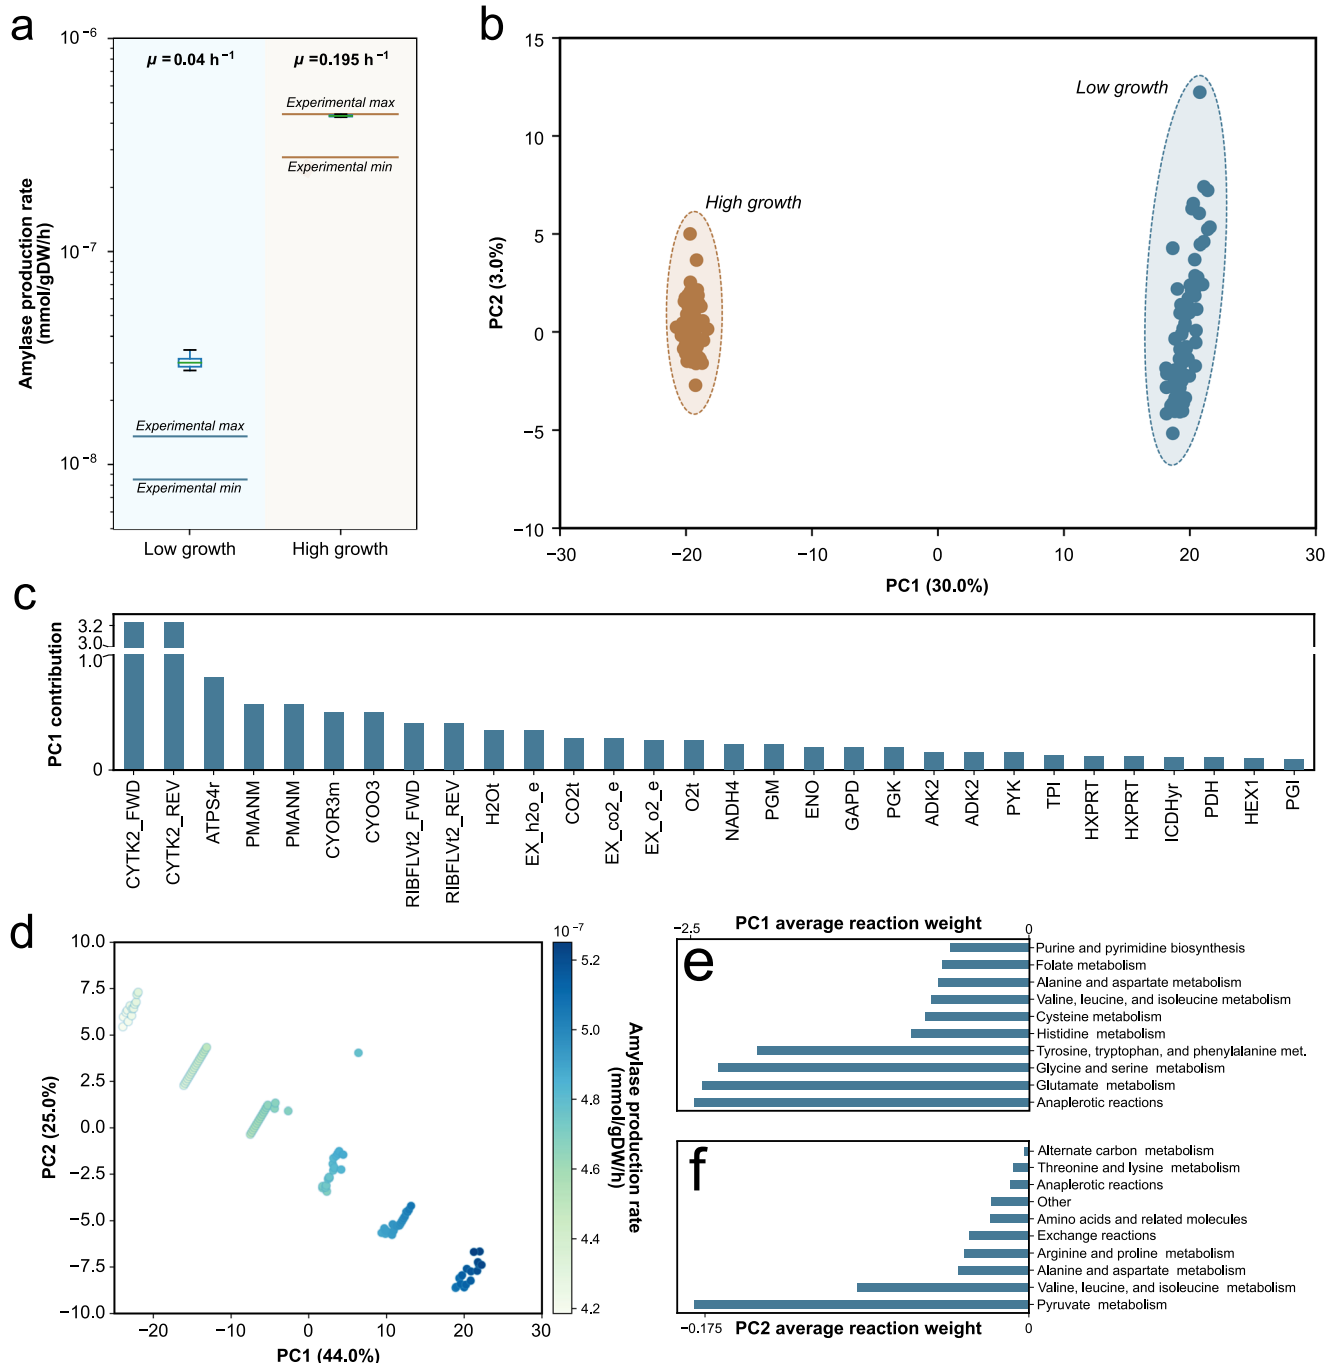 a
10⁻⁶
10⁻⁷
10⁻⁸
Amylase production rate
(mmol/gDW/h)
μ = 0.04 h⁻¹
μ = 0.195 h⁻¹
Experimental max
Experimental min
Experimental max
Experimental min
Low growth
High growth
b
15
10
5
0
−5
−10
PC2 (3.0%)
High growth
Low growth
−30
−20
−10
0
10
20
30
PC1 (30.0%)
c
PC1 contribution
3.2
3.0
1.0
0
CYTK2_FWD
CYTK2_REV
ATPS4r
PMANM
PMANM
CYOR3m
CYOO3
RIBFLVt2_FWD
RIBFLVt2_REV
H2Ot
EX_h2o_e
CO2t
EX_co2_e
EX_o2_e
O2t
NADH4
PGM
ENO
GAPD
PGK
ADK2
ADK2
PYK
TPI
HXPRT
HXPRT
ICDHyr
PDH
HEX1
PGI
d
10.0
7.5
5.0
2.5
0.0
−2.5
−5.0
−7.5
−10.0
PC2 (25.0%)
−20
−10
0
10
20
30
PC1 (44.0%)
10⁻⁷
5.2
5.0
4.8
4.6
4.4
4.2
Amylase production rate
(mmol/gDW/h)
PC1 average reaction weight
−2.5
0
e
Purine and pyrimidine biosynthesis
Folate metabolism
Alanine and aspartate metabolism
Valine, leucine, and isoleucine metabolism
Cysteine metabolism
Histidine metabolism
Tyrosine, tryptophan, and phenylalanine met.
Glycine and serine metabolism
Glutamate metabolism
Anaplerotic reactions
f
Alternate carbon metabolism
Threonine and lysine metabolism
Anaplerotic reactions
Other
Amino acids and related molecules
Exchange reactions
Arginine and proline metabolism
Alanine and aspartate metabolism
Valine, leucine, and isoleucine metabolism
Pyruvate metabolism
−0.175
0
PC2 average reaction weight